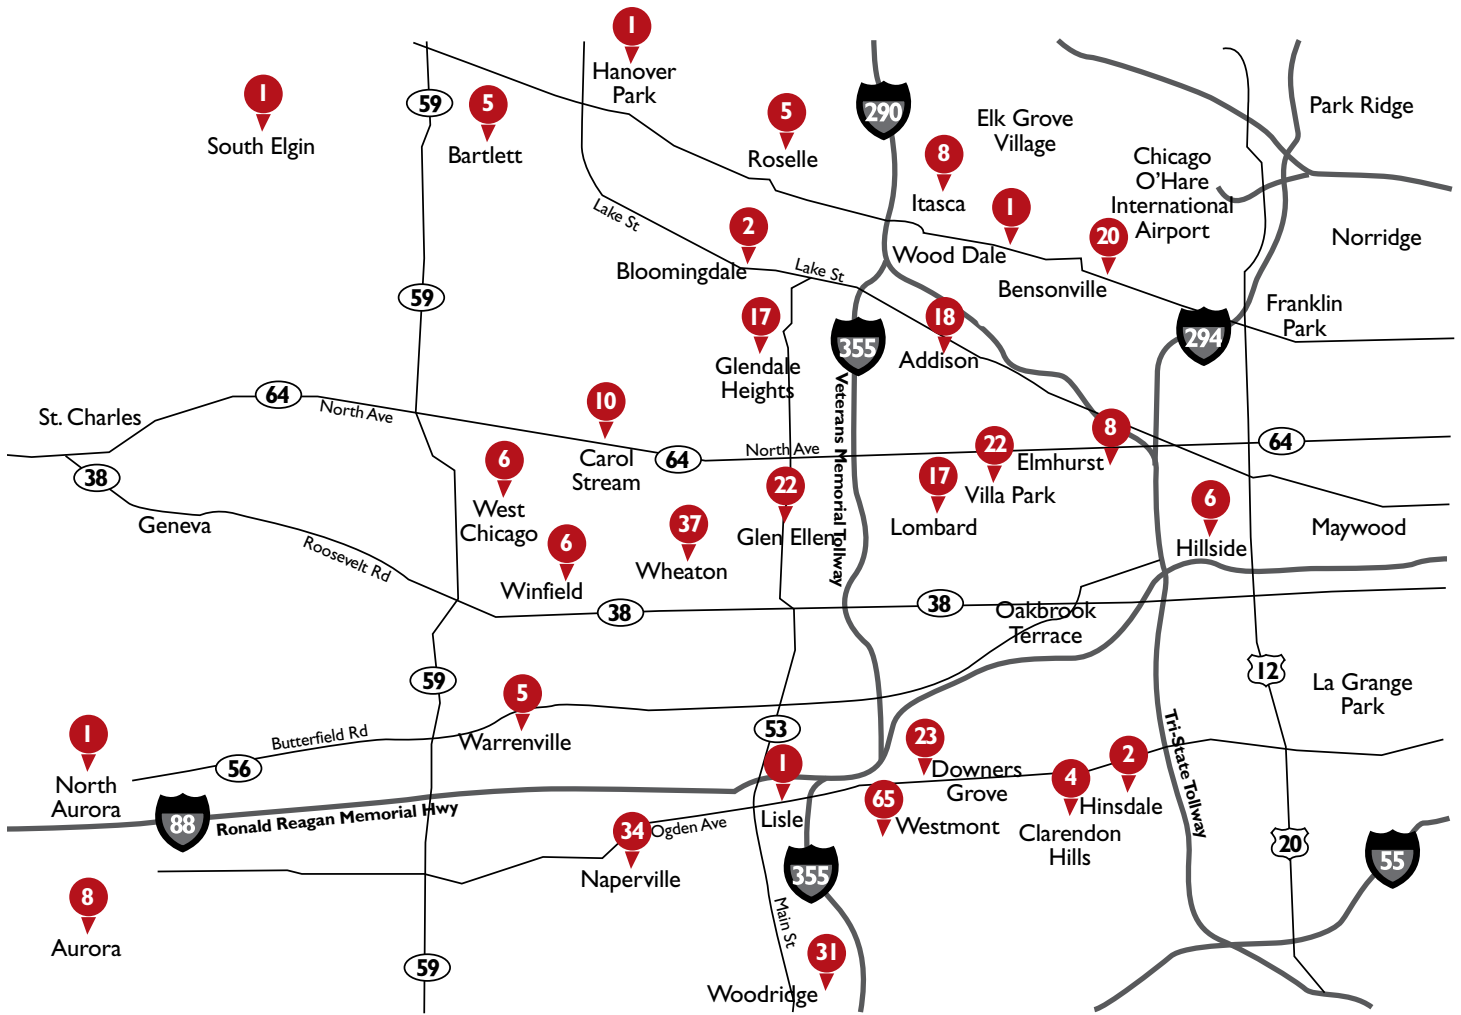 1
Hanover
Park
1
South Elgin
59
5
Bartlett
5
Roselle
290
Elk Grove
Village
Park Ridge
8
Itasca
Chicago
O'Hare
International
Airport
1
Wood Dale
20
Bensonville
Norridge
Lake St
2
Bloomingdale
Lake St
59
17
Glendale
Heights
355
18
Addison
294
Franklin
Park
St. Charles
64
North Ave
10
Carol
Stream
64
North Ave
Veterans Memorial Tollway
22
Villa Park
8
Elmhurst
64
38
Geneva
6
West
Chicago
22
Glen Ellen
17
Lombard
6
Hillside
Maywood
Roosevelt Rd
6
Winfield
37
Wheaton
38
38
Oakbrook
Terrace
59
12
La Grange
Park
5
Warrenville
1
North
Aurora
Butterfield Rd
56
53
23
Downers
Grove
2
Hinsdale
4
Clarendon
Hills
Tri-State Tollway
1
Lisle
65
Westmont
88
Ronald Reagan Memorial Hwy
34
Naperville
Ogden Ave
355
20
55
8
Aurora
Main St
59
31
Woodridge